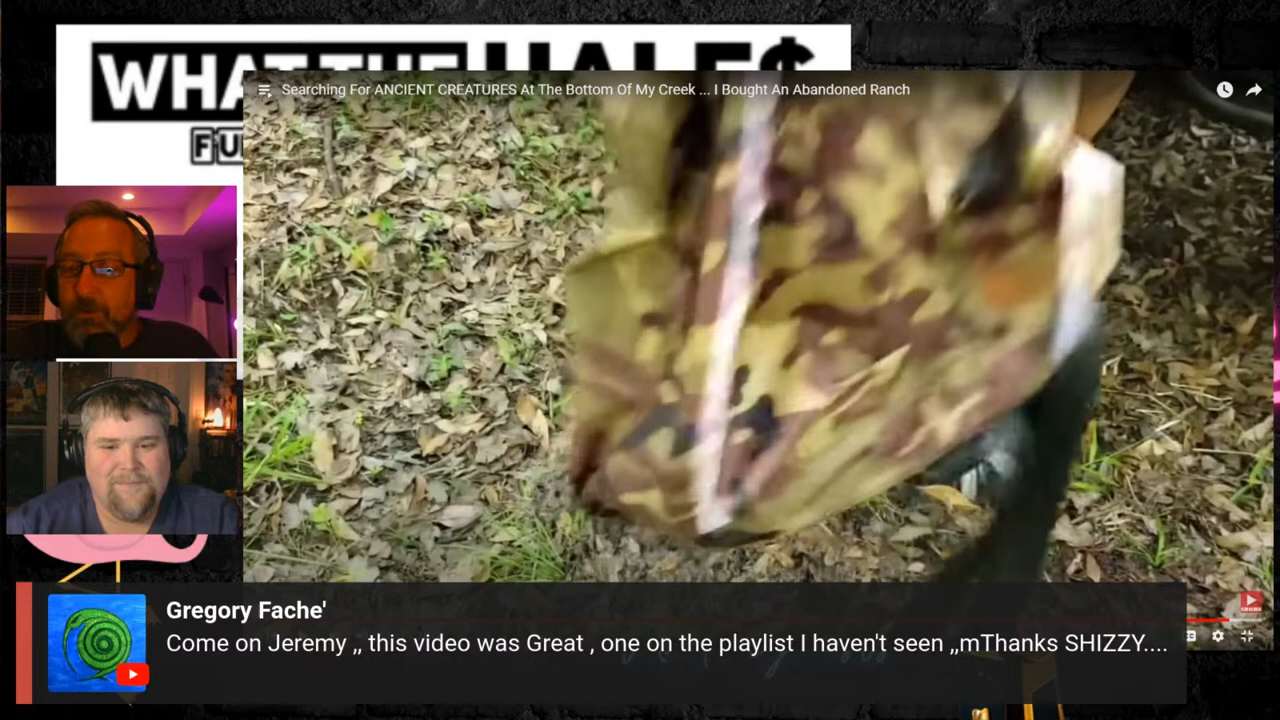 WHAT THE HALE$
FU
Searching For ANCIENT CREATURES At The Bottom Of My Creek ... I Bought An Abandoned Ranch
Gregory Fache'
Come on Jeremy ,, this video was Great , one on the playlist I haven't seen ,,mThanks SHIZZY....